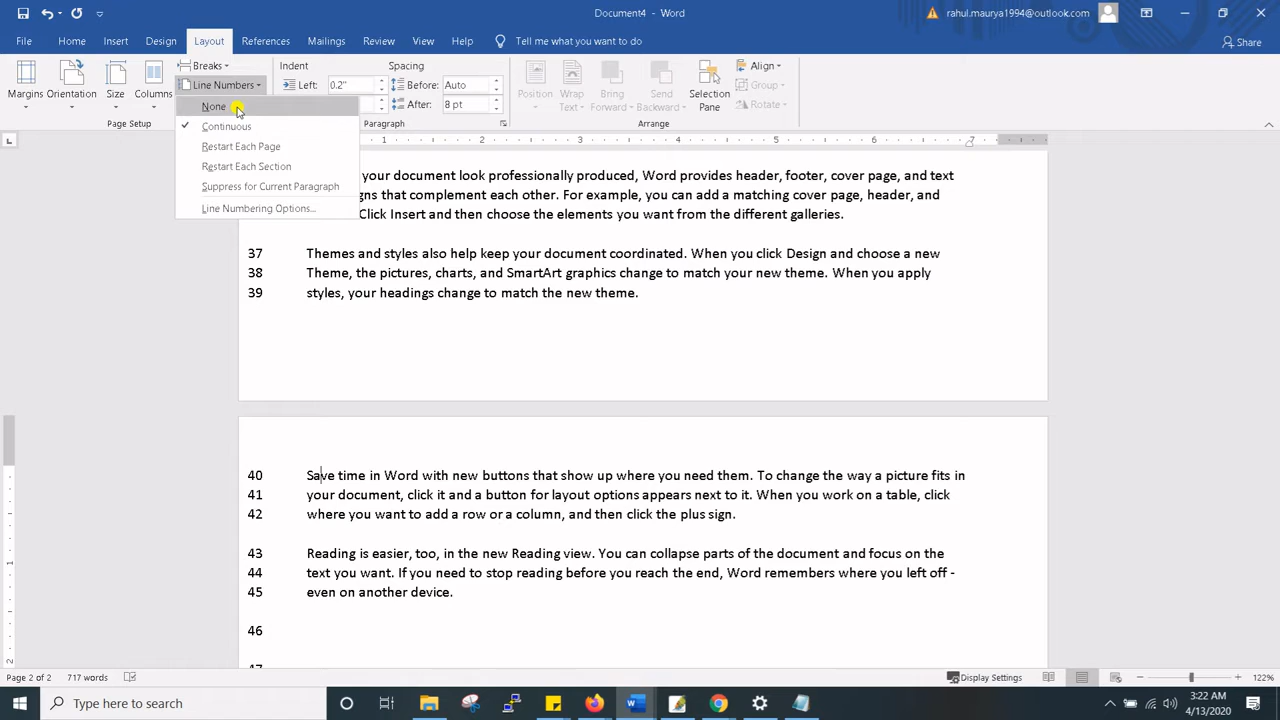 Document4 - Word
rahul.maurya1994@outlook.com
File Home Insert Design Layout References Mailings Review View Help Tell me what you want to do Share
Margins Orientation Size Columns
Breaks
Line Numbers
Page Setup
Indent
Left: 0.2"
Spacing
Before: Auto
After: 8 pt
Paragraph
Position Wrap Text Bring Forward Send Backward Selection Pane
Align
Group
Rotate
Arrange
None
Continuous
Restart Each Page
Restart Each Section
Suppress for Current Paragraph
Line Numbering Options...
1 2 3 4 5 6 7
your document look professionally produced, Word provides header, footer, cover page, and text
gns that complement each other. For example, you can add a matching cover page, header, and
Click Insert and then choose the elements you want from the different galleries.
37 Themes and styles also help keep your document coordinated. When you click Design and choose a new
38 Theme, the pictures, charts, and SmartArt graphics change to match your new theme. When you apply
39 styles, your headings change to match the new theme.
40 Save time in Word with new buttons that show up where you need them. To change the way a picture fits in
41 your document, click it and a button for layout options appears next to it. When you work on a table, click
42 where you want to add a row or a column, and then click the plus sign.
43 Reading is easier, too, in the new Reading view. You can collapse parts of the document and focus on the
44 text you want. If you need to stop reading before you reach the end, Word remembers where you left off -
45 even on another device.
46
47
1
2
Page 2 of 2 717 words Display Settings 122%
Type here to search
3:22 AM
4/13/2020